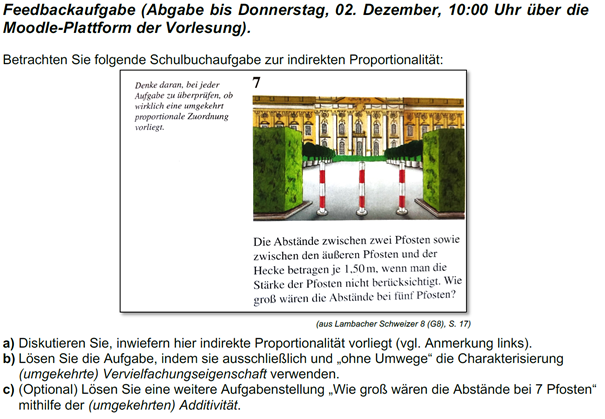 Feedbackaufgabe (Abgabe bis Donnerstag, 02. Dezember, 10:00 Uhr über die
Moodle-Plattform der Vorlesung).
Betrachten Sie folgende Schulbuchaufgabe zur indirekten Proportionalität:
Denke daran, bei jeder
Aufgabe zu überprüfen, ob
wirklich eine umgekehrt
proportionale Zuordnung
vorliegt.
7
Die Abstände zwischen zwei Pfosten sowie
zwischen den äußeren Pfosten und der
Hecke betragen je 1,50 m, wenn man die
Stärke der Pfosten nicht berücksichtigt. Wie
groß wären die Abstände bei fünf Pfosten?
(aus Lambacher Schweizer 8 (G8), S. 17)
a) Diskutieren Sie, inwiefern hier indirekte Proportionalität vorliegt (vgl. Anmerkung links).
b) Lösen Sie die Aufgabe, indem sie ausschließlich und „ohne Umwege“ die Charakterisierung
(umgekehrte) Vervielfachungseigenschaft verwenden.
c) (Optional) Lösen Sie eine weitere Aufgabenstellung „Wie groß wären die Abstände bei 7 Pfosten“
mithilfe der (umgekehrten) Additivität.